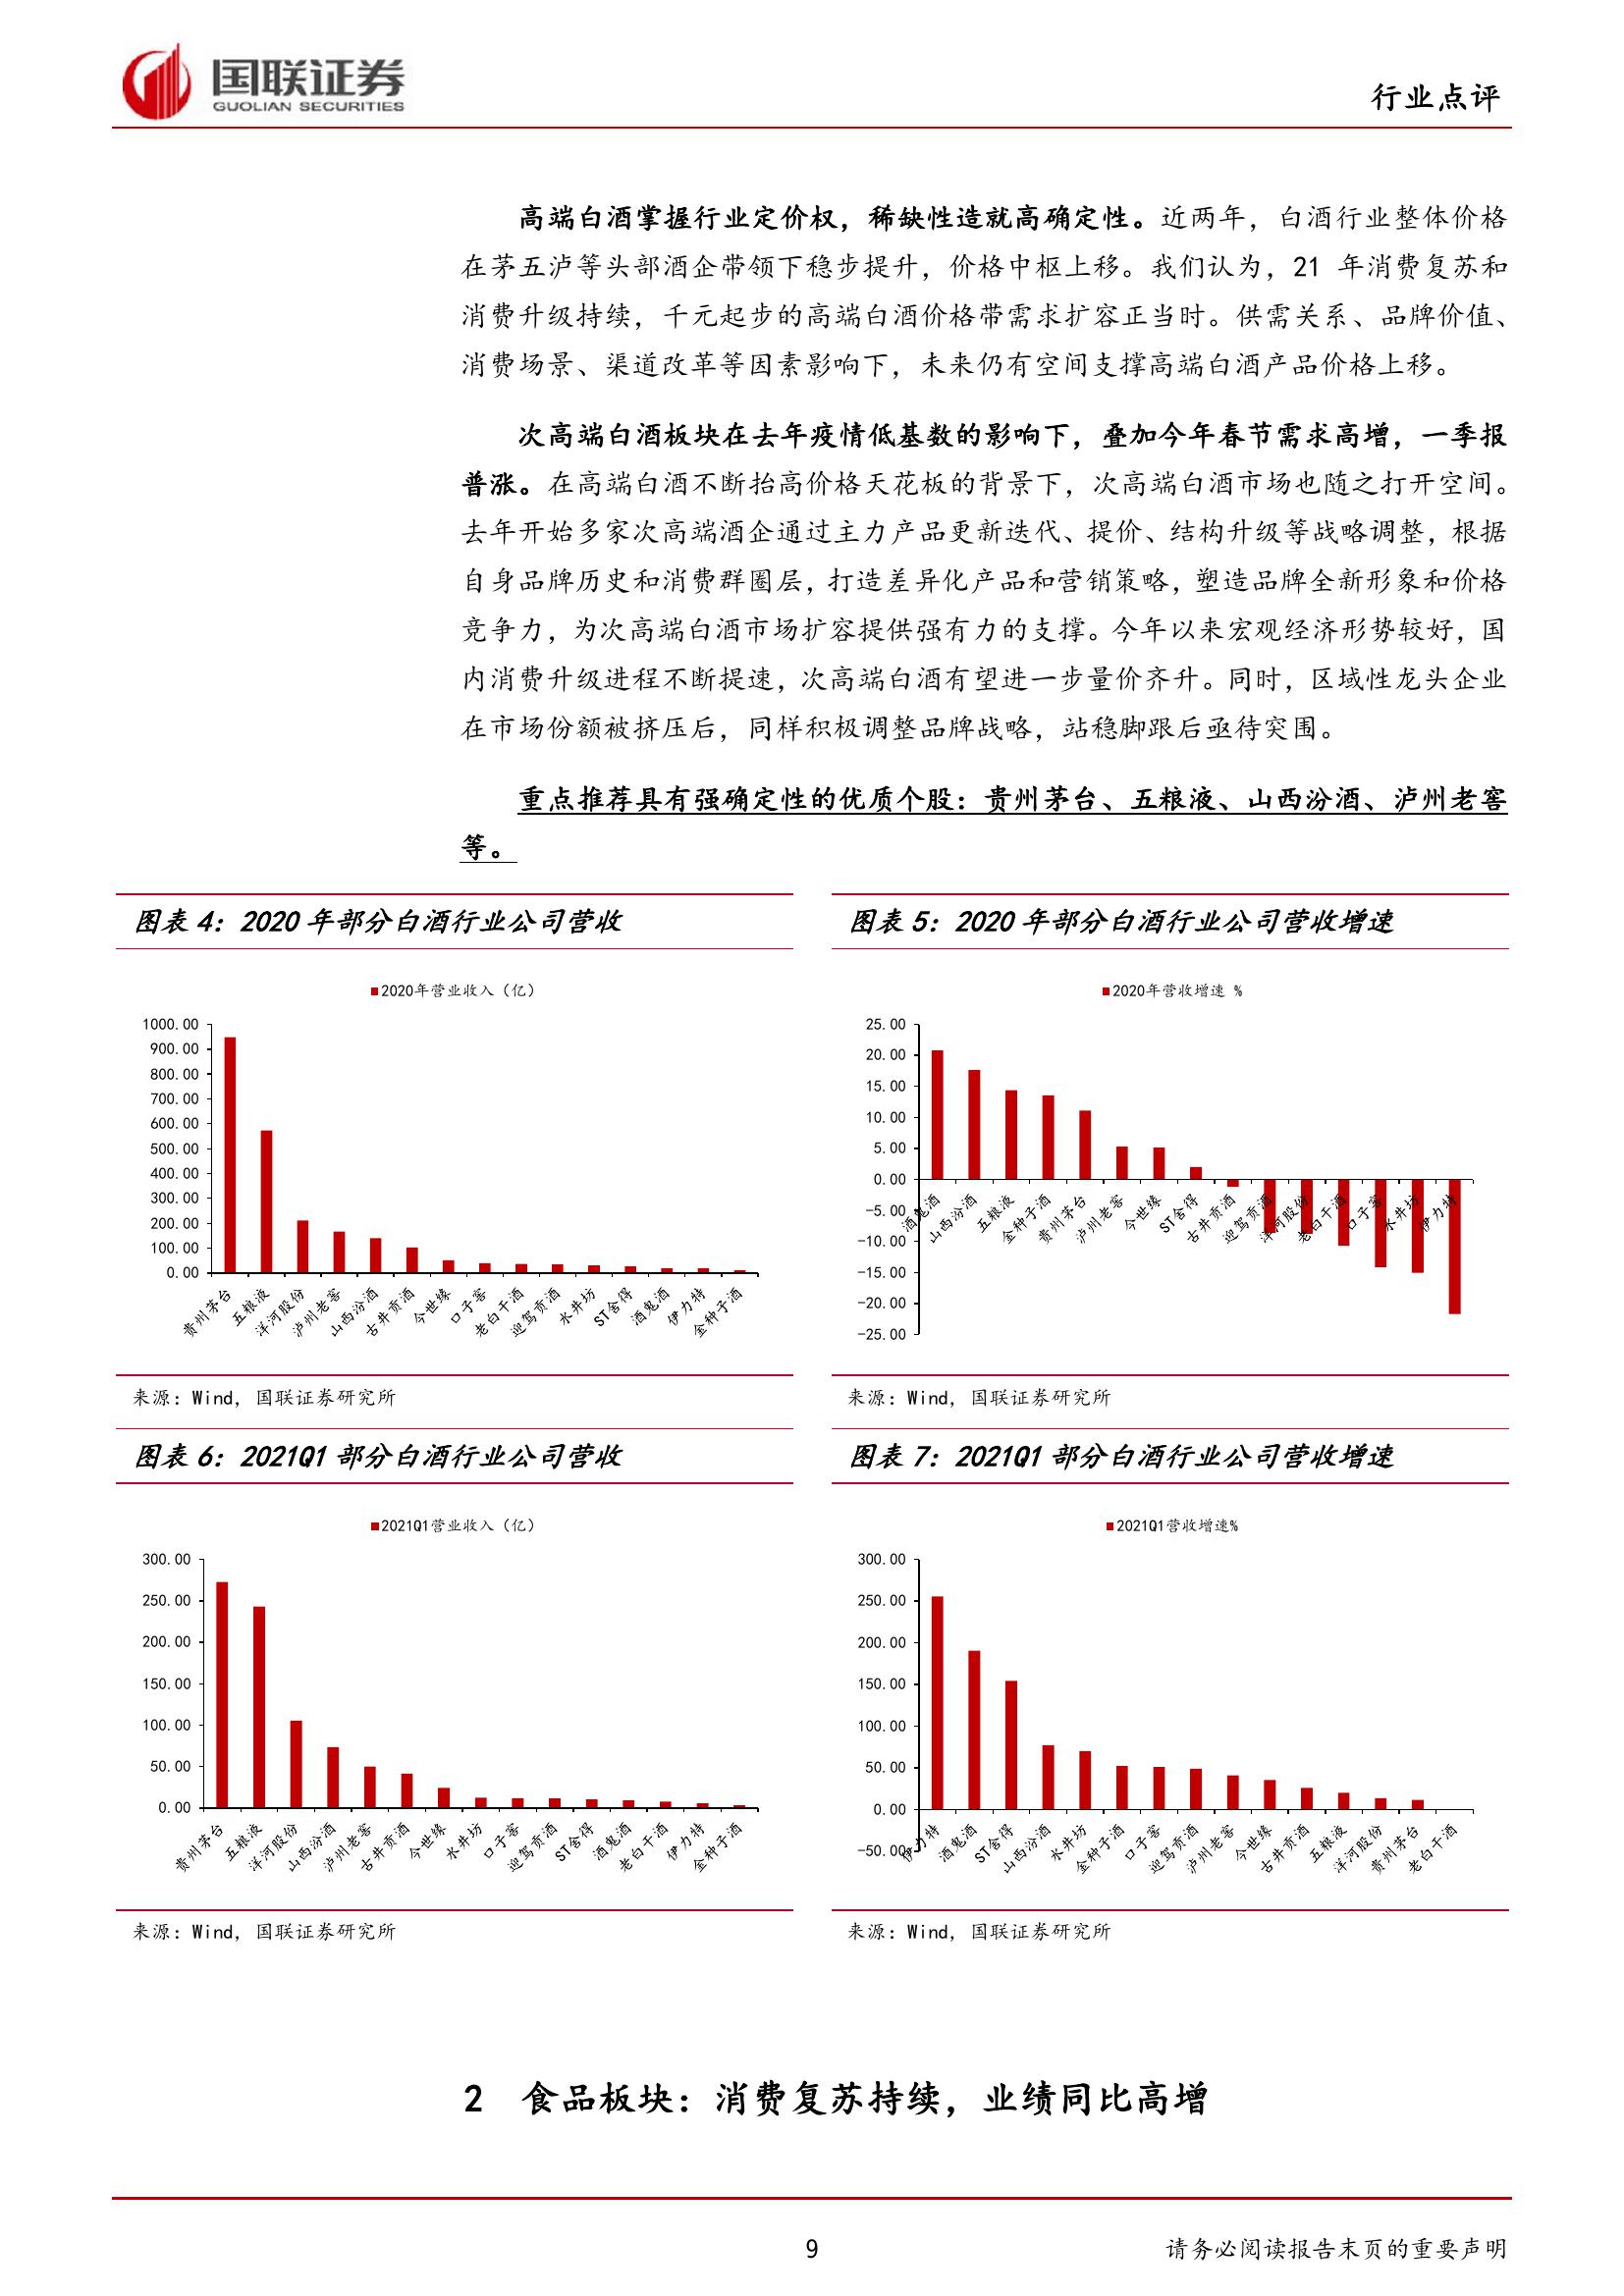 国联证券
GUOLIAN SECURITIES
行业点评
高端白酒掌握行业定价权，稀缺性造就高确定性。近两年，白酒行业整体价格
在茅五泸等头部酒企带领下稳步提升，价格中枢上移。我们认为，21 年消费复苏和
消费升级持续，千元起步的高端白酒价格带需求扩容正当时。供需关系、品牌价值、
消费场景、渠道改革等因素影响下，未来仍有空间支撑高端白酒产品价格上移。
次高端白酒板块在去年疫情低基数的影响下，叠加今年春节需求高增，一季报
普涨。在高端白酒不断抬高价格天花板的背景下，次高端白酒市场也随之打开空间。
去年开始多家次高端酒企通过主力产品更新迭代、提价、结构升级等战略调整，根据
自身品牌历史和消费群圈层，打造差异化产品和营销策略，塑造品牌全新形象和价格
竞争力，为次高端白酒市场扩容提供强有力的支撑。今年以来宏观经济形势较好，国
内消费升级进程不断提速，次高端白酒有望进一步量价齐升。同时，区域性龙头企业
在市场份额被挤压后，同样积极调整品牌战略，站稳脚跟后亟待突围。
重点推荐具有强确定性的优质个股：贵州茅台、五粮液、山西汾酒、泸州老窖
等。
图表 4：2020 年部分白酒行业公司营收
2020年营业收入（亿）
1000.00
900.00
800.00
700.00
600.00
500.00
400.00
300.00
200.00
100.00
0.00
贵州茅台
五粮液
洋河股份
泸州老窖
山西汾酒
古井贡酒
今世缘
口子窖
老白干酒
迎驾贡酒
水井坊
ST舍得
酒鬼酒
伊力特
金种子酒
来源：Wind，国联证券研究所
图表 5：2020 年部分白酒行业公司营收增速
2020年营收增速 %
25.00
20.00
15.00
10.00
5.00
0.00
-5.00
-10.00
-15.00
-20.00
-25.00
酒鬼酒
山西汾酒
五粮液
金种子酒
贵州茅台
泸州老窖
今世缘
ST舍得
古井贡酒
迎驾贡酒
洋河股份
老白干酒
口子窖
水井坊
伊力特
来源：Wind，国联证券研究所
图表 6：2021Q1 部分白酒行业公司营收
2021Q1营业收入（亿）
300.00
250.00
200.00
150.00
100.00
50.00
0.00
贵州茅台
五粮液
洋河股份
山西汾酒
泸州老窖
古井贡酒
今世缘
水井坊
口子窖
迎驾贡酒
ST舍得
酒鬼酒
老白干酒
伊力特
金种子酒
来源：Wind，国联证券研究所
图表 7：2021Q1 部分白酒行业公司营收增速
2021Q1营收增速%
300.00
250.00
200.00
150.00
100.00
50.00
0.00
-50.00
伊力特
酒鬼酒
ST舍得
山西汾酒
水井坊
金种子酒
口子窖
迎驾贡酒
泸州老窖
今世缘
古井贡酒
五粮液
洋河股份
贵州茅台
老白干酒
来源：Wind，国联证券研究所
2 食品板块：消费复苏持续，业绩同比高增
9
请务必阅读报告末页的重要声明